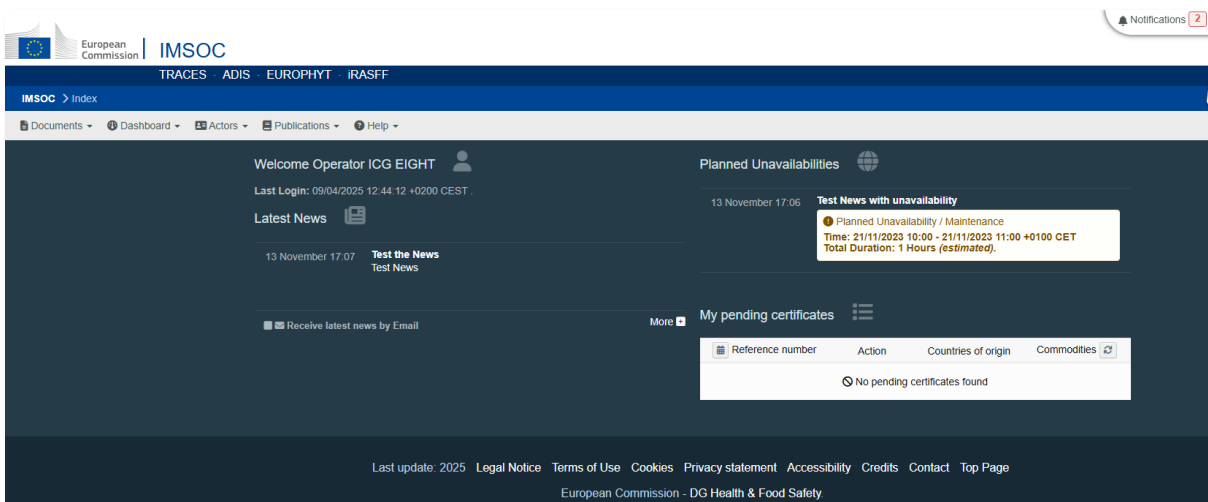 Notifications 2
European
Commission
IMSOC
TRACES - ADIS - EUROPHYT - iRASFF
IMSOC > Index
Documents Dashboard Actors Publications Help
Welcome Operator ICG EIGHT
Last Login: 09/04/2025 12:44:12 +0200 CEST .
Latest News
13 November 17:07 Test the News
Test News
Receive latest news by Email
More
Planned Unavailabilities
13 November 17:06 Test News with unavailability
Planned Unavailability / Maintenance
Time: 21/11/2023 10:00 - 21/11/2023 11:00 +0100 CET
Total Duration: 1 Hours (estimated).
My pending certificates
Reference number Action Countries of origin Commodities
No pending certificates found
Last update: 2025 Legal Notice Terms of Use Cookies Privacy statement Accessibility Credits Contact Top Page
European Commission - DG Health & Food Safety.